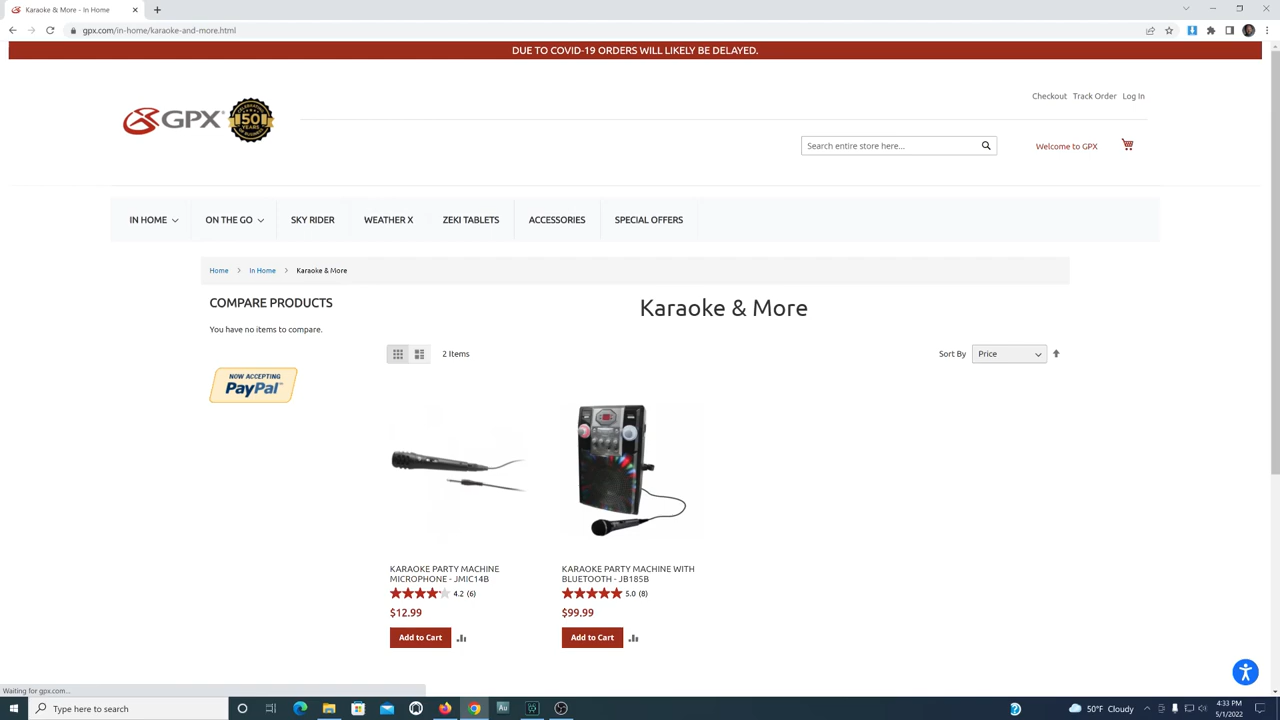 Karaoke & More - In Home
gpx.com/in-home/karaoke-and-more.html
DUE TO COVID-19 ORDERS WILL LIKELY BE DELAYED.
Checkout Track Order Log In
GPX
CELEBRATING
50
YEARS
Search entire store here...
Welcome to GPX
IN HOME ON THE GO SKY RIDER WEATHER X ZEKI TABLETS ACCESSORIES SPECIAL OFFERS
Home > In Home > Karaoke & More
COMPARE PRODUCTS
You have no items to compare.
NOW ACCEPTING
PayPal
Karaoke & More
2 Items
Sort By Price
KARAOKE PARTY MACHINE
MICROPHONE - JMIC14B
4.2 (6)
$12.99
Add to Cart
KARAOKE PARTY MACHINE WITH
BLUETOOTH - JB185B
5.0 (8)
$99.99
Add to Cart
Waiting for gpx.com...
Type here to search
Au
50°F Cloudy
4:33 PM
5/1/2022